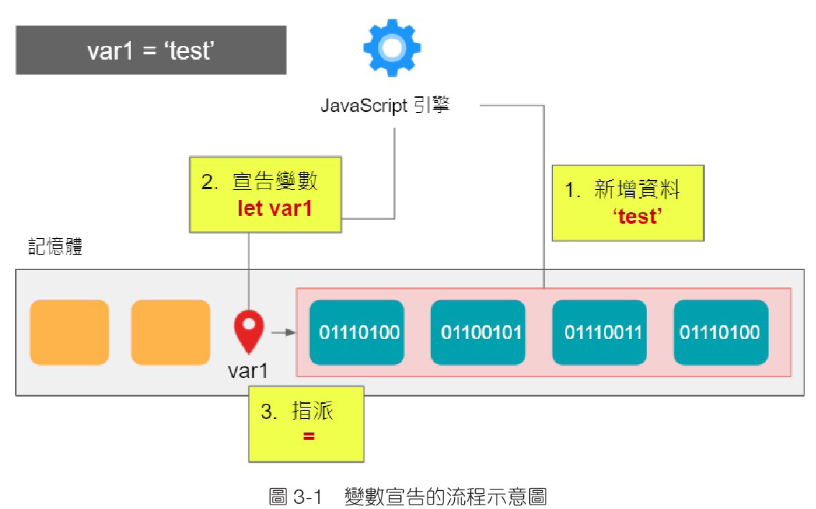 var1 = ‘test’
JavaScript 引擎
2. 宣告變數
let var1
1. 新增資料
‘test’
記憶體
01110100
01100101
01110011
01110100
var1
3. 指派
=
圖 3-1 變數宣告的流程示意圖